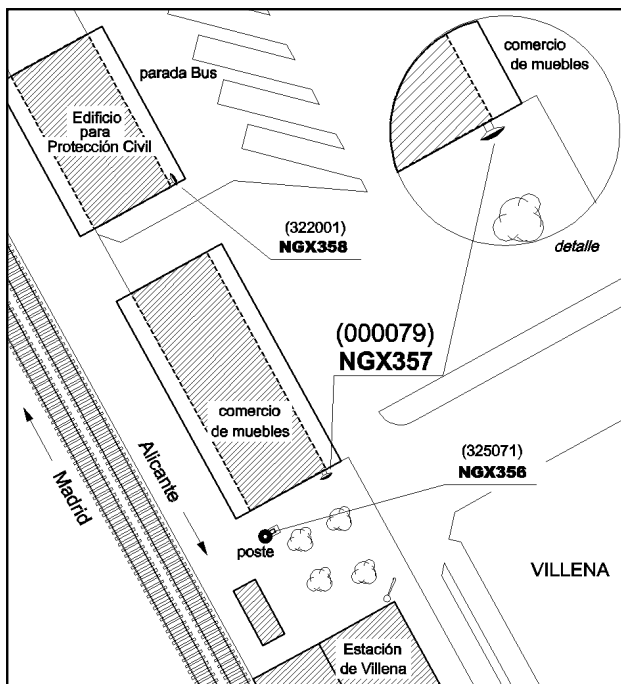 parada Bus
Edificio
para
Protección Civil
comercio
de muebles
detalle
(322001)
NGX358
(000079)
NGX357
comercio
de muebles
(325071)
NGX356
Madrid
Alicante
poste
VILLENA
Estación
de Villena